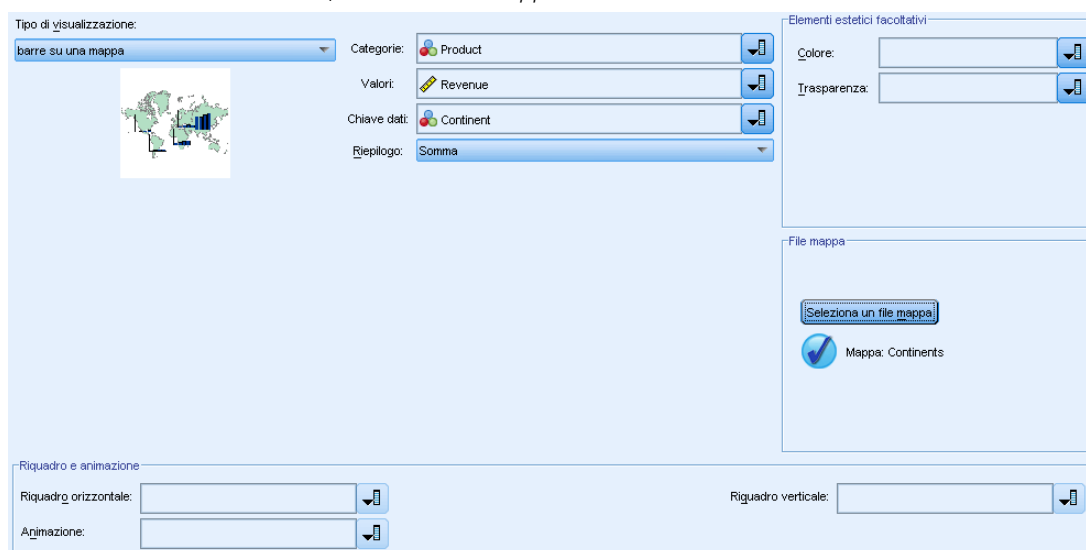 Tipo di visualizzazione:
barre su una mappa
Categorie: Product
Valori: Revenue
Chiave dati: Continent
Riepilogo: Somma
Elementi estetici facoltativi
Colore:
Trasparenza:
File mappa
Seleziona un file mappa
Mappa: Continents
Riquadro e animazione
Riquadro orizzontale:
Riquadro verticale:
Animazione: